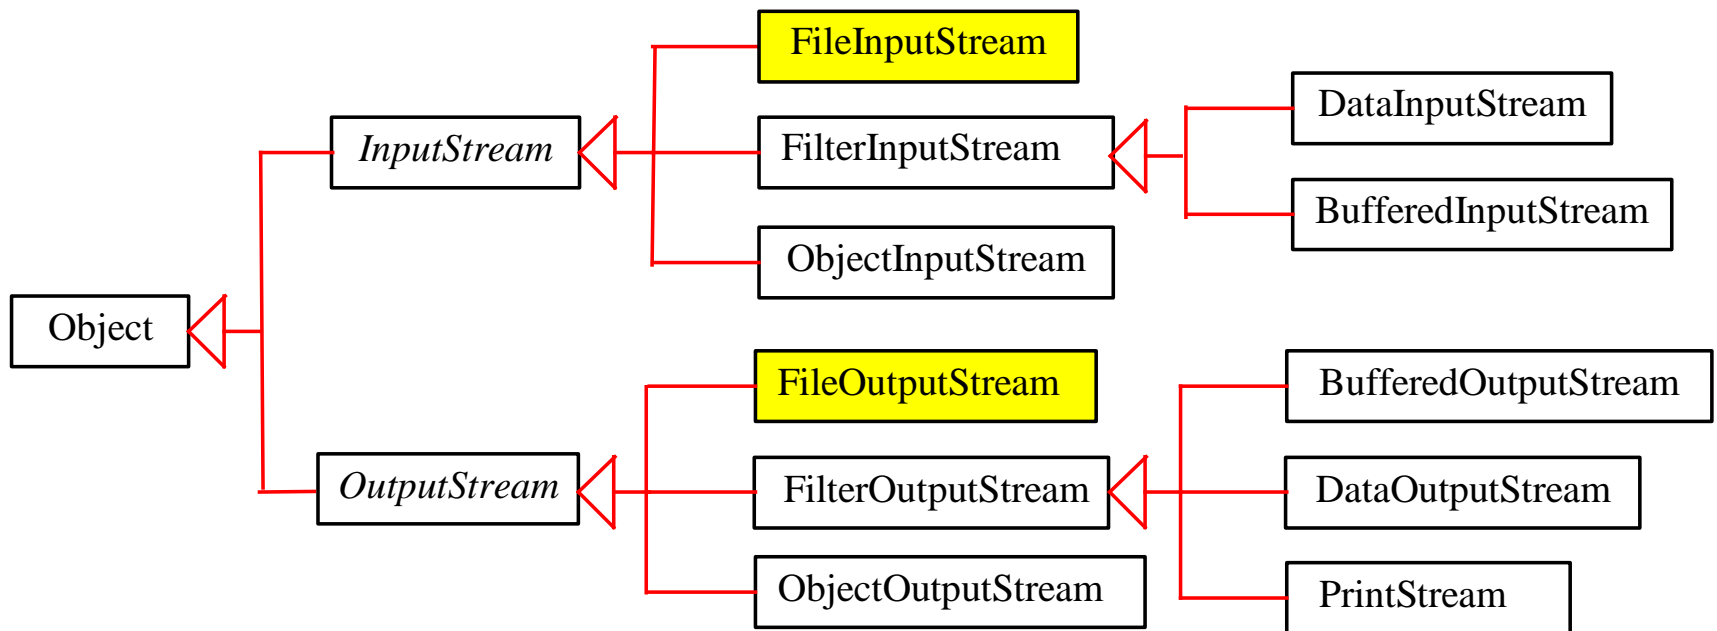 FileInputStream
DataInputStream
InputStream
FilterInputStream
BufferedInputStream
ObjectInputStream
Object
FileOutputStream
BufferedOutputStream
OutputStream
FilterOutputStream
DataOutputStream
ObjectOutputStream
PrintStream